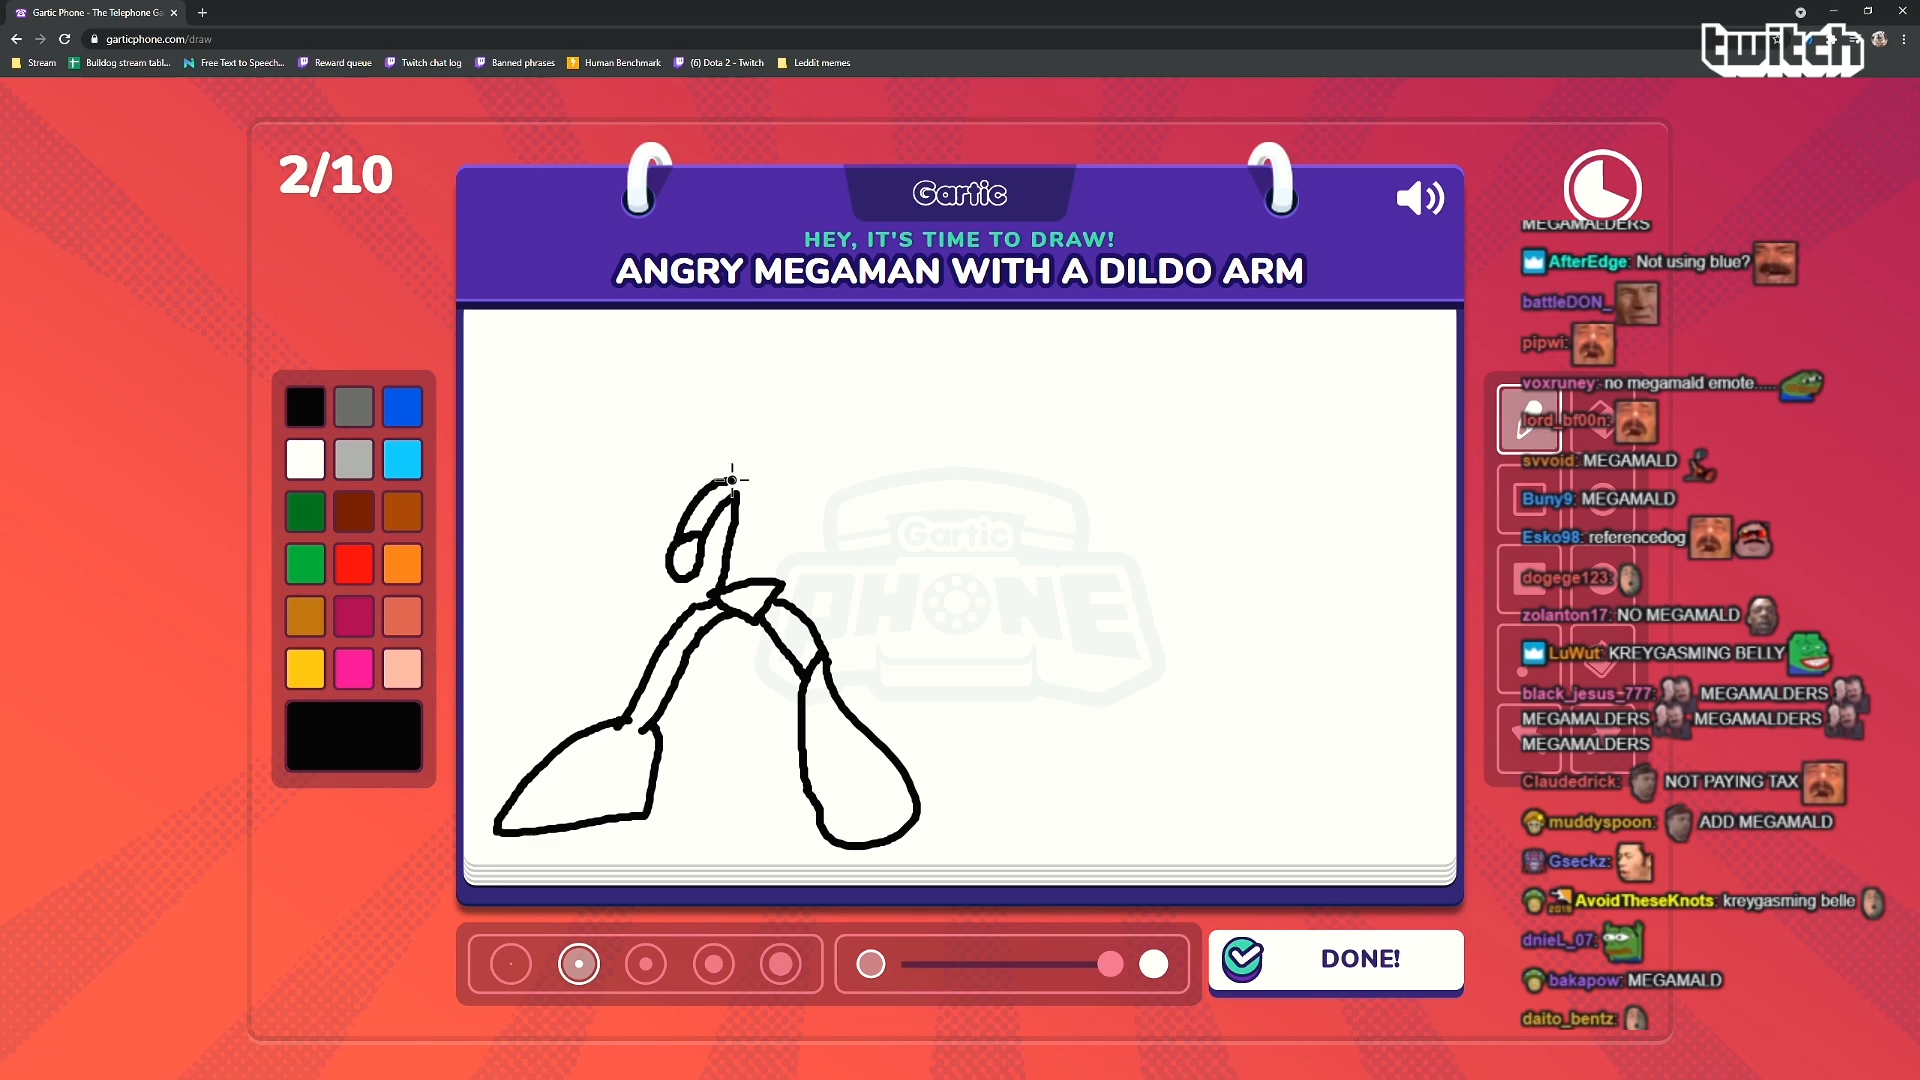 Gartic Phone - The Telephone Ga
garticphone.com/draw
Stream
Bulldog stream tabl...
Free Text to Speech...
Reward queue
Twitch chat log
Banned phrases
Human Benchmark
(6) Dota 2 - Twitch
Leddit memes
twitch
2/10
Gartic
HEY, IT'S TIME TO DRAW!
ANGRY MEGAMAN WITH A DILDO ARM
Gartic
PHONE
DONE!
MEGAMALDERS
AfterEdge: Not using blue?
battleDON_
pipwi:
voxruney: no megamald emote.....
lord_bf00n:
svvoid: MEGAMALD
Buny9: MEGAMALD
Esko98: referencedog
dogege123:
zolanton17: NO MEGAMALD
LuWut: KREYGASMING BELLY
black_jesus_777: MEGAMALDERS
MEGAMALDERS MEGAMALDERS
MEGAMALDERS
Claudedrick: NOT PAYING TAX
muddyspoon: ADD MEGAMALD
Gseckz:
2019 AvoidTheseKnots: kreygasming belle
dnieL_07:
bakapow: MEGAMALD
daito_bentz: